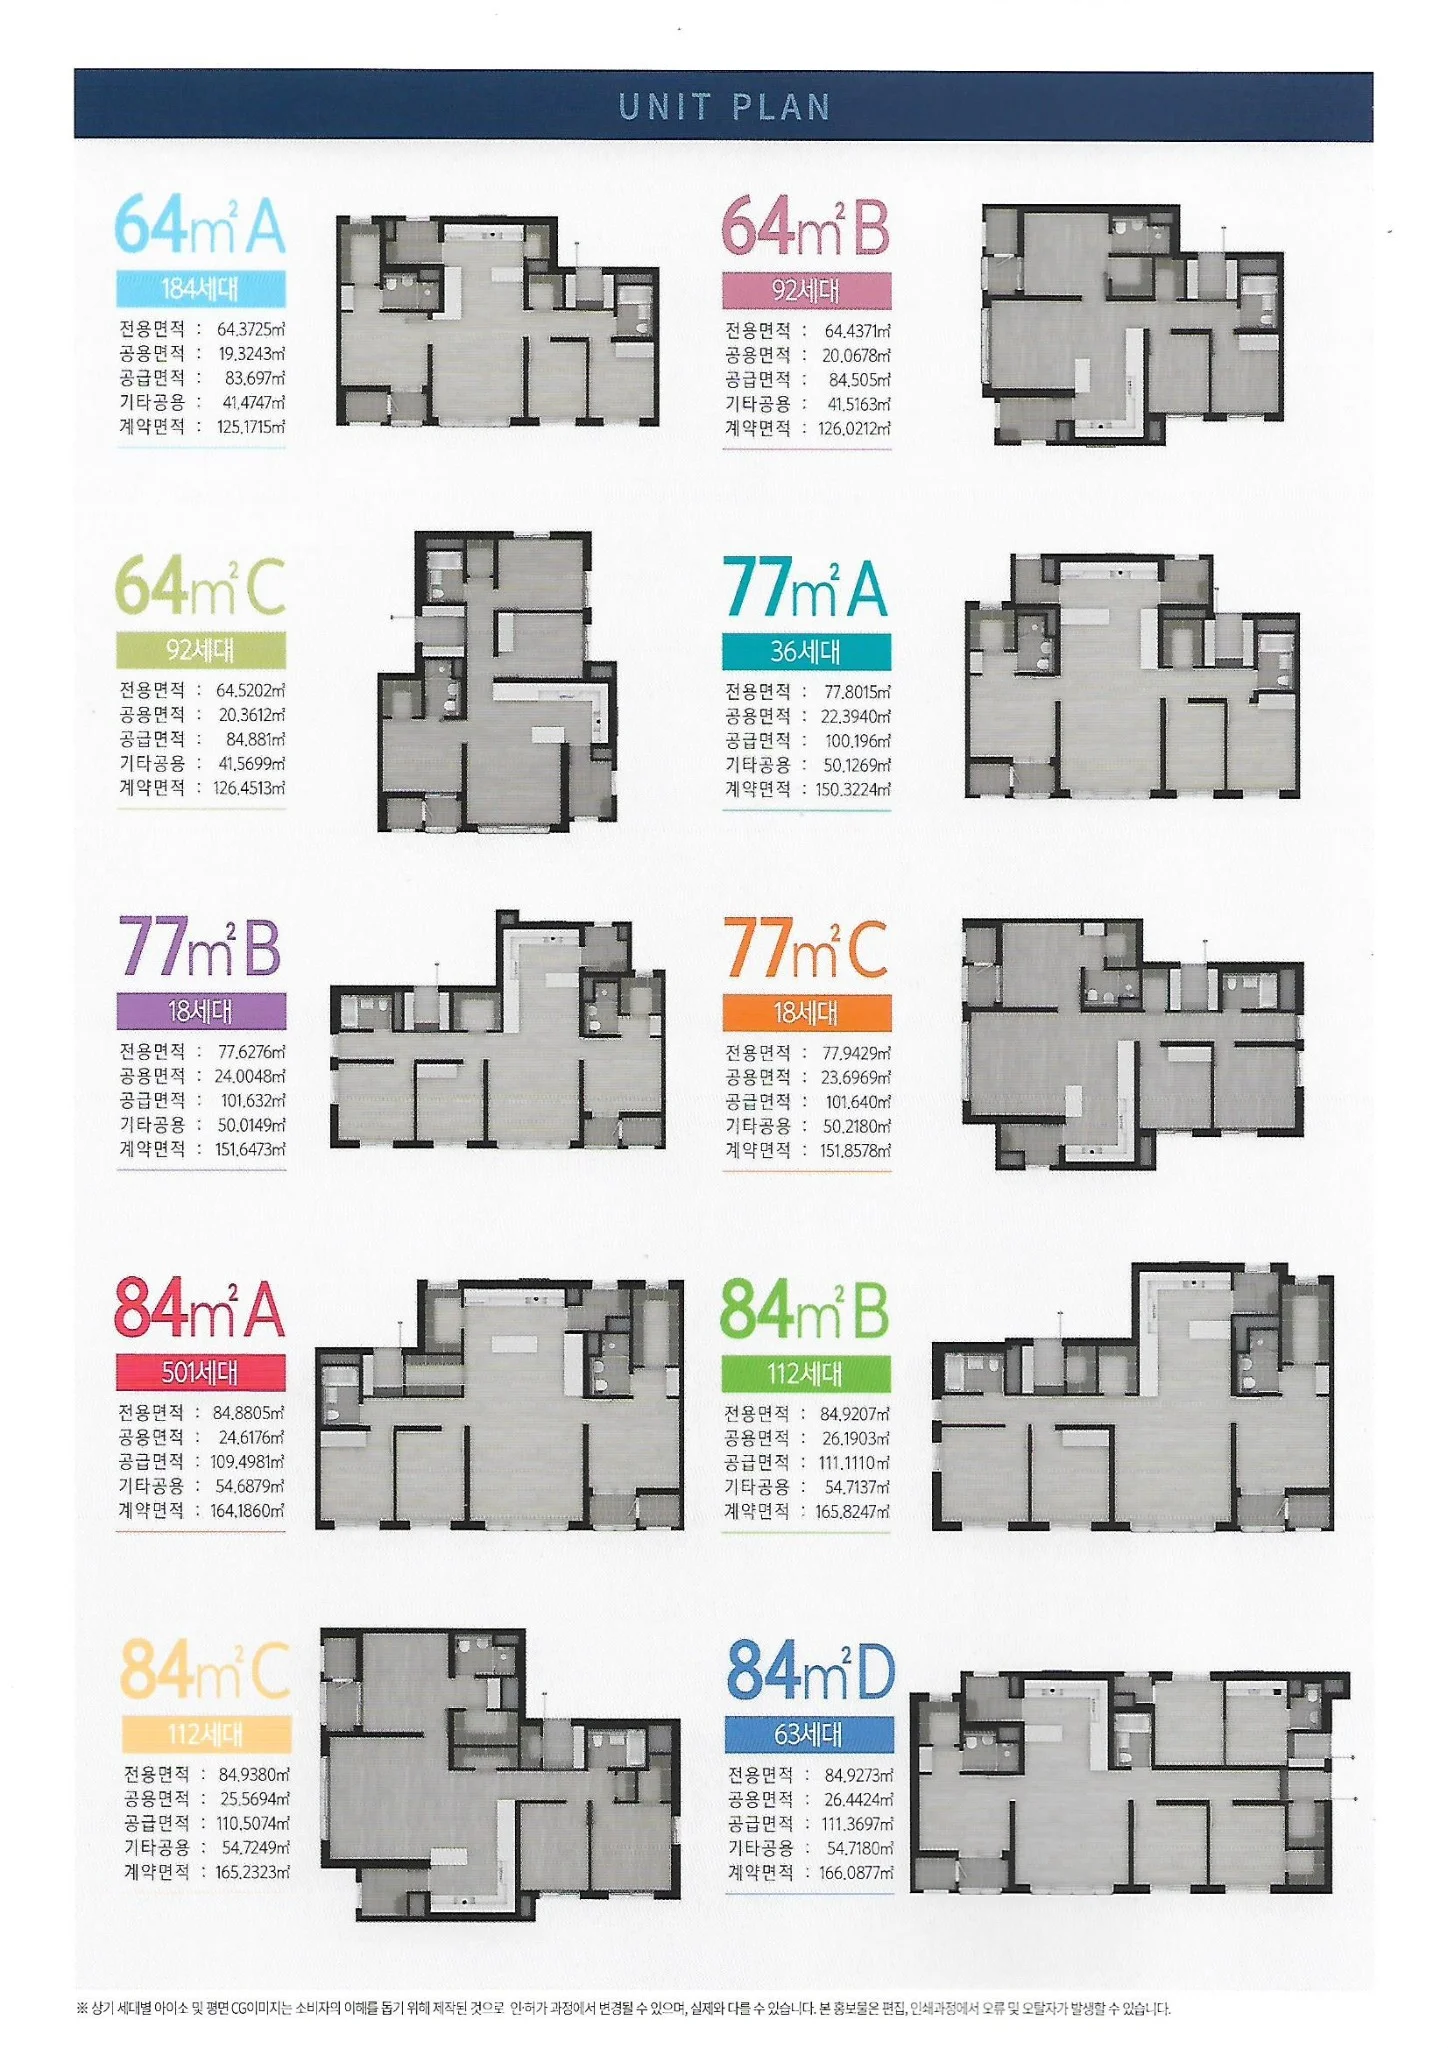 UNIT PLAN
64㎡ A
184세대
전용면적 : 64.3725㎡
공용면적 : 19.3243㎡
공급면적 : 83.697㎡
기타공용 : 41.4747㎡
계약면적 : 125.1715㎡
64㎡ B
92세대
전용면적 : 64.4371㎡
공용면적 : 20.0678㎡
공급면적 : 84.505㎡
기타공용 : 41.5163㎡
계약면적 : 126.0212㎡
64㎡ C
92세대
전용면적 : 64.5202㎡
공용면적 : 20.3612㎡
공급면적 : 84.881㎡
기타공용 : 41.5699㎡
계약면적 : 126.4513㎡
77㎡ A
36세대
전용면적 : 77.8015㎡
공용면적 : 22.3940㎡
공급면적 : 100.196㎡
기타공용 : 50.1269㎡
계약면적 : 150.3224㎡
77㎡ B
18세대
전용면적 : 77.6276㎡
공용면적 : 24.0048㎡
공급면적 : 101.632㎡
기타공용 : 50.0149㎡
계약면적 : 151.6473㎡
77㎡ C
18세대
전용면적 : 77.9429㎡
공용면적 : 23.6969㎡
공급면적 : 101.640㎡
기타공용 : 50.2180㎡
계약면적 : 151.8578㎡
84㎡ A
501세대
전용면적 : 84.8805㎡
공용면적 : 24.6176㎡
공급면적 : 109.4981㎡
기타공용 : 54.6879㎡
계약면적 : 164.1860㎡
84㎡ B
112세대
전용면적 : 84.9207㎡
공용면적 : 26.1903㎡
공급면적 : 111.1110㎡
기타공용 : 54.7137㎡
계약면적 : 165.8247㎡
84㎡ C
112세대
전용면적 : 84.9380㎡
공용면적 : 25.5694㎡
공급면적 : 110.5074㎡
기타공용 : 54.7249㎡
계약면적 : 165.2323㎡
84㎡ D
63세대
전용면적 : 84.9273㎡
공용면적 : 26.4424㎡
공급면적 : 111.3697㎡
기타공용 : 54.7180㎡
계약면적 : 166.0877㎡
※ 상기 세대별 아이소 및 평면 CG이미지는 소비자의 이해를 돕기 위해 제작된 것으로 인·허가 과정에서 변경될 수 있으며, 실제와 다를 수 있습니다. 본 홍보물은 편집, 인쇄과정에서 오류 및 오탈자가 발생할 수 있습니다.